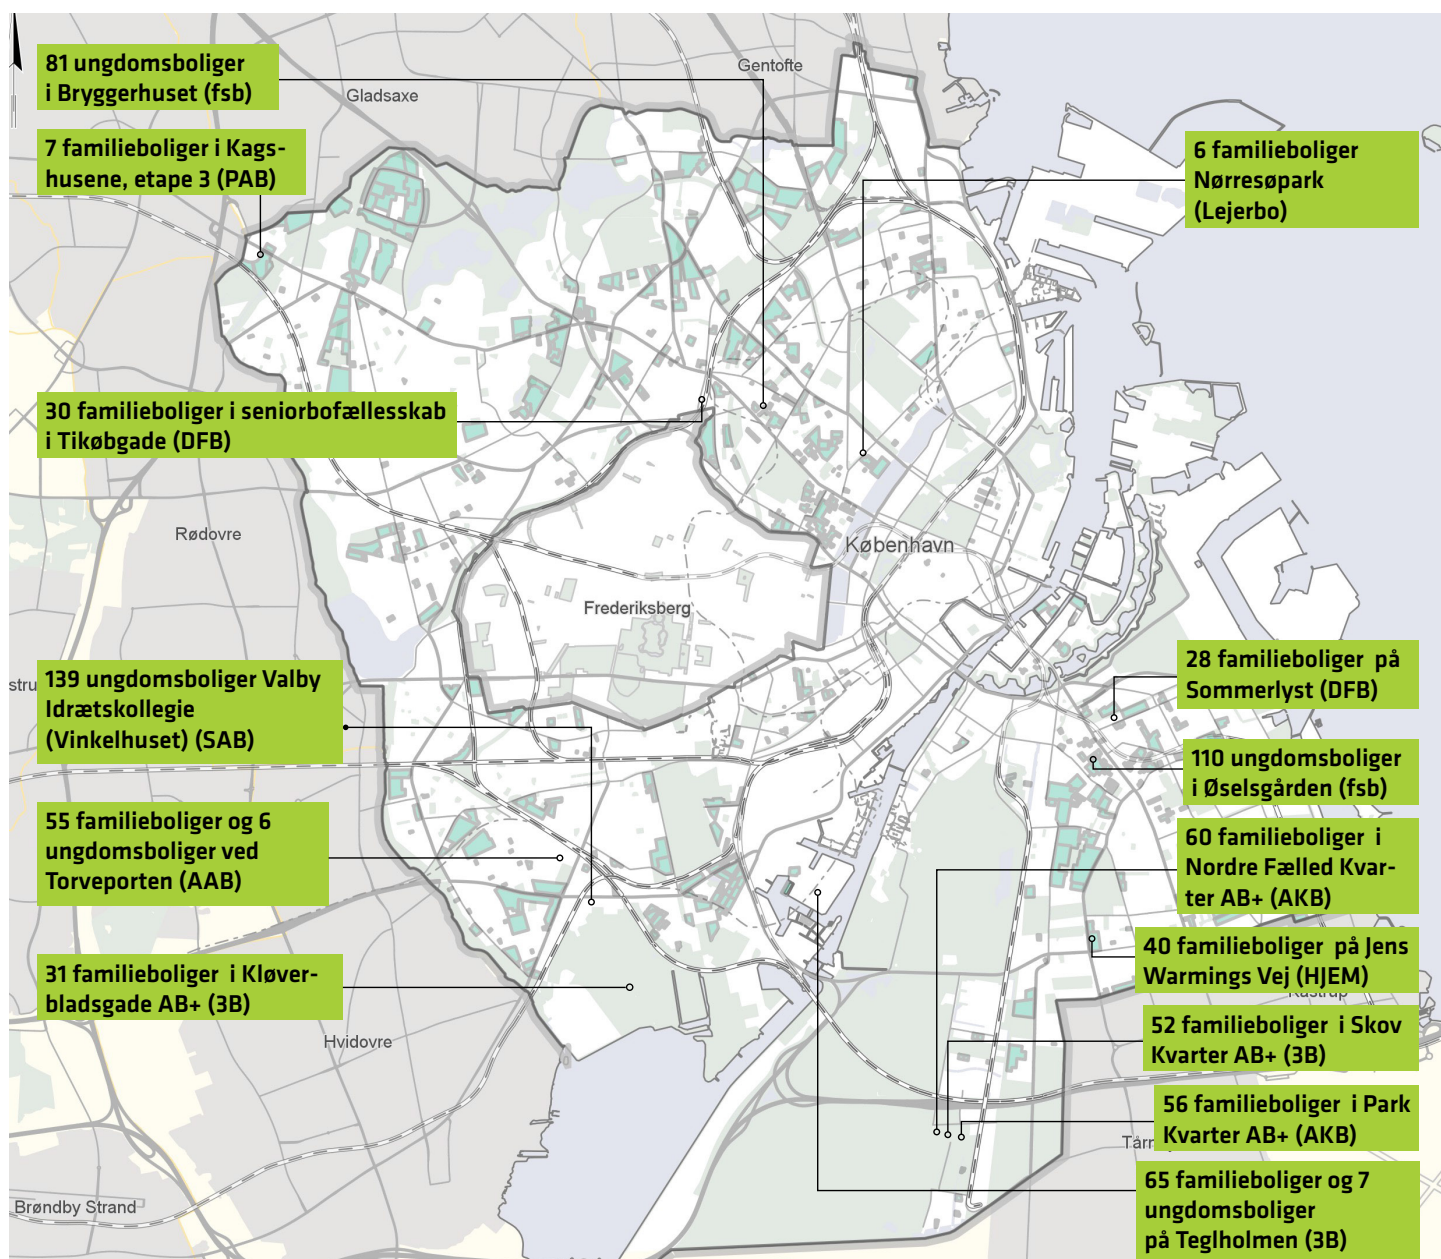 81 ungdomsboliger
i Bryggerhuset (fsb)
Gentofte
Gladsaxe
7 familieboliger i Kags-
husene, etape 3 (PAB)
6 familieboliger
Nørresøpark
(Lejerbo)
30 familieboliger i seniorbofællesskab
i Tikøbgade (DFB)
Rødovre
København
Frederiksberg
139 ungdomsboliger Valby
Idrætskollegie
(Vinkelhuset) (SAB)
28 familieboliger på
Sommerlyst (DFB)
110 ungdomsboliger
i Øselsgården (fsb)
55 familieboliger og 6
ungdomsboliger ved
Torveporten (AAB)
60 familieboliger i
Nordre Fælled Kvar-
ter AB+ (AKB)
31 familieboliger i Kløver-
bladsgade AB+ (3B)
40 familieboliger på Jens
Warmings Vej (HJEM)
Kastrup
Hvidovre
52 familieboliger i Skov
Kvarter AB+ (3B)
56 familieboliger i Park
Kvarter AB+ (AKB)
65 familieboliger og 7
ungdomsboliger
på Teglholmen (3B)
Brøndby Strand